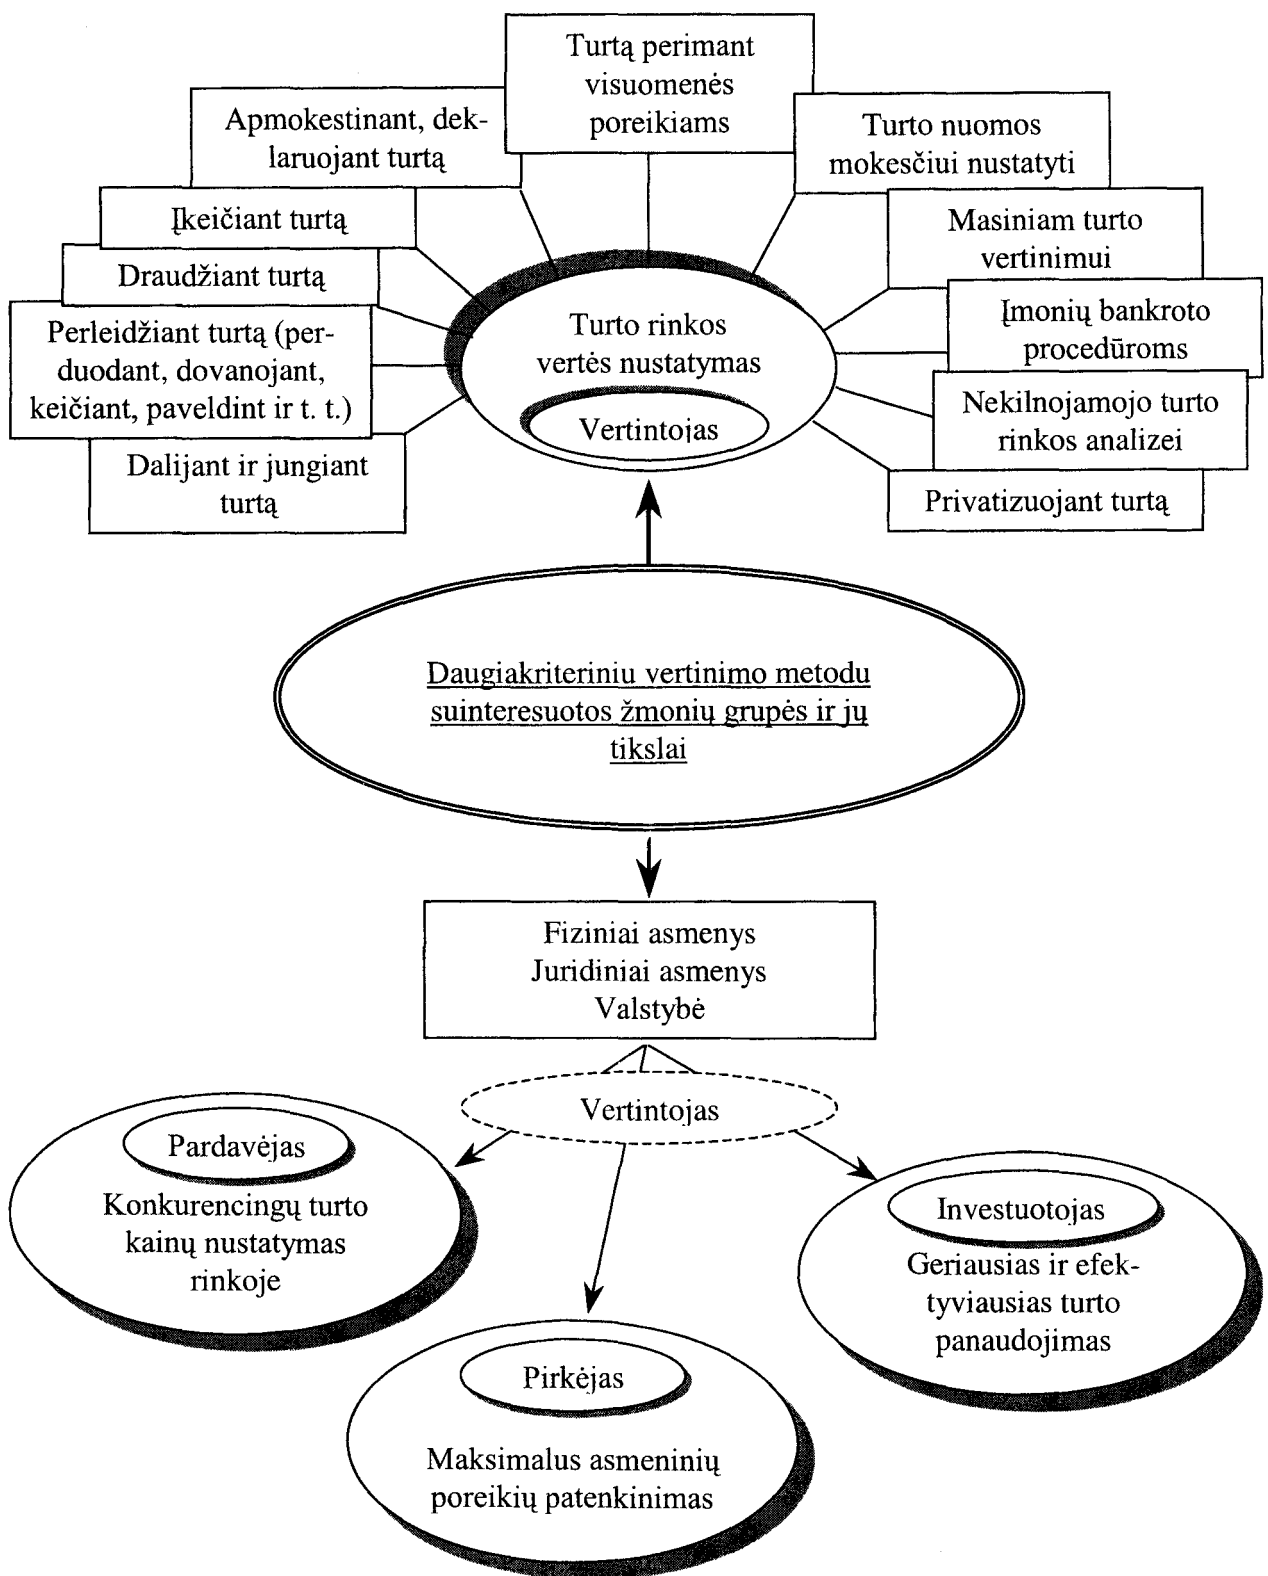 Turtą perimant
visuomenės
poreikiams
Apmokestinant, dek-
laruojant turtą
Turto nuomos
mokesčiui nustatyti
Įkeičiant turtą
Masiniam turto
vertinimui
Draudžiant turtą
Įmonių bankroto
procedūroms
Perleidžiant turtą (per-
duodant, dovanojant,
keičiant, paveldint ir t. t.)
Turto rinkos
vertės nustatymas
Vertintojas
Nekilnojamojo turto
rinkos analizei
Dalijant ir jungiant
turtą
Privatizuojant turtą
Daugiakriteriniu vertinimo metodu
suinteresuotos žmonių grupės ir jų
tikslai
Fiziniai asmenys
Juridiniai asmenys
Valstybė
Vertintojas
Pardavėjas
Konkurencingų turto
kainų nustatymas
rinkoje
Investuotojas
Geriausias ir efek-
tyviausias turto
panaudojimas
Pirkėjas
Maksimalus asmeninių
poreikių patenkinimas